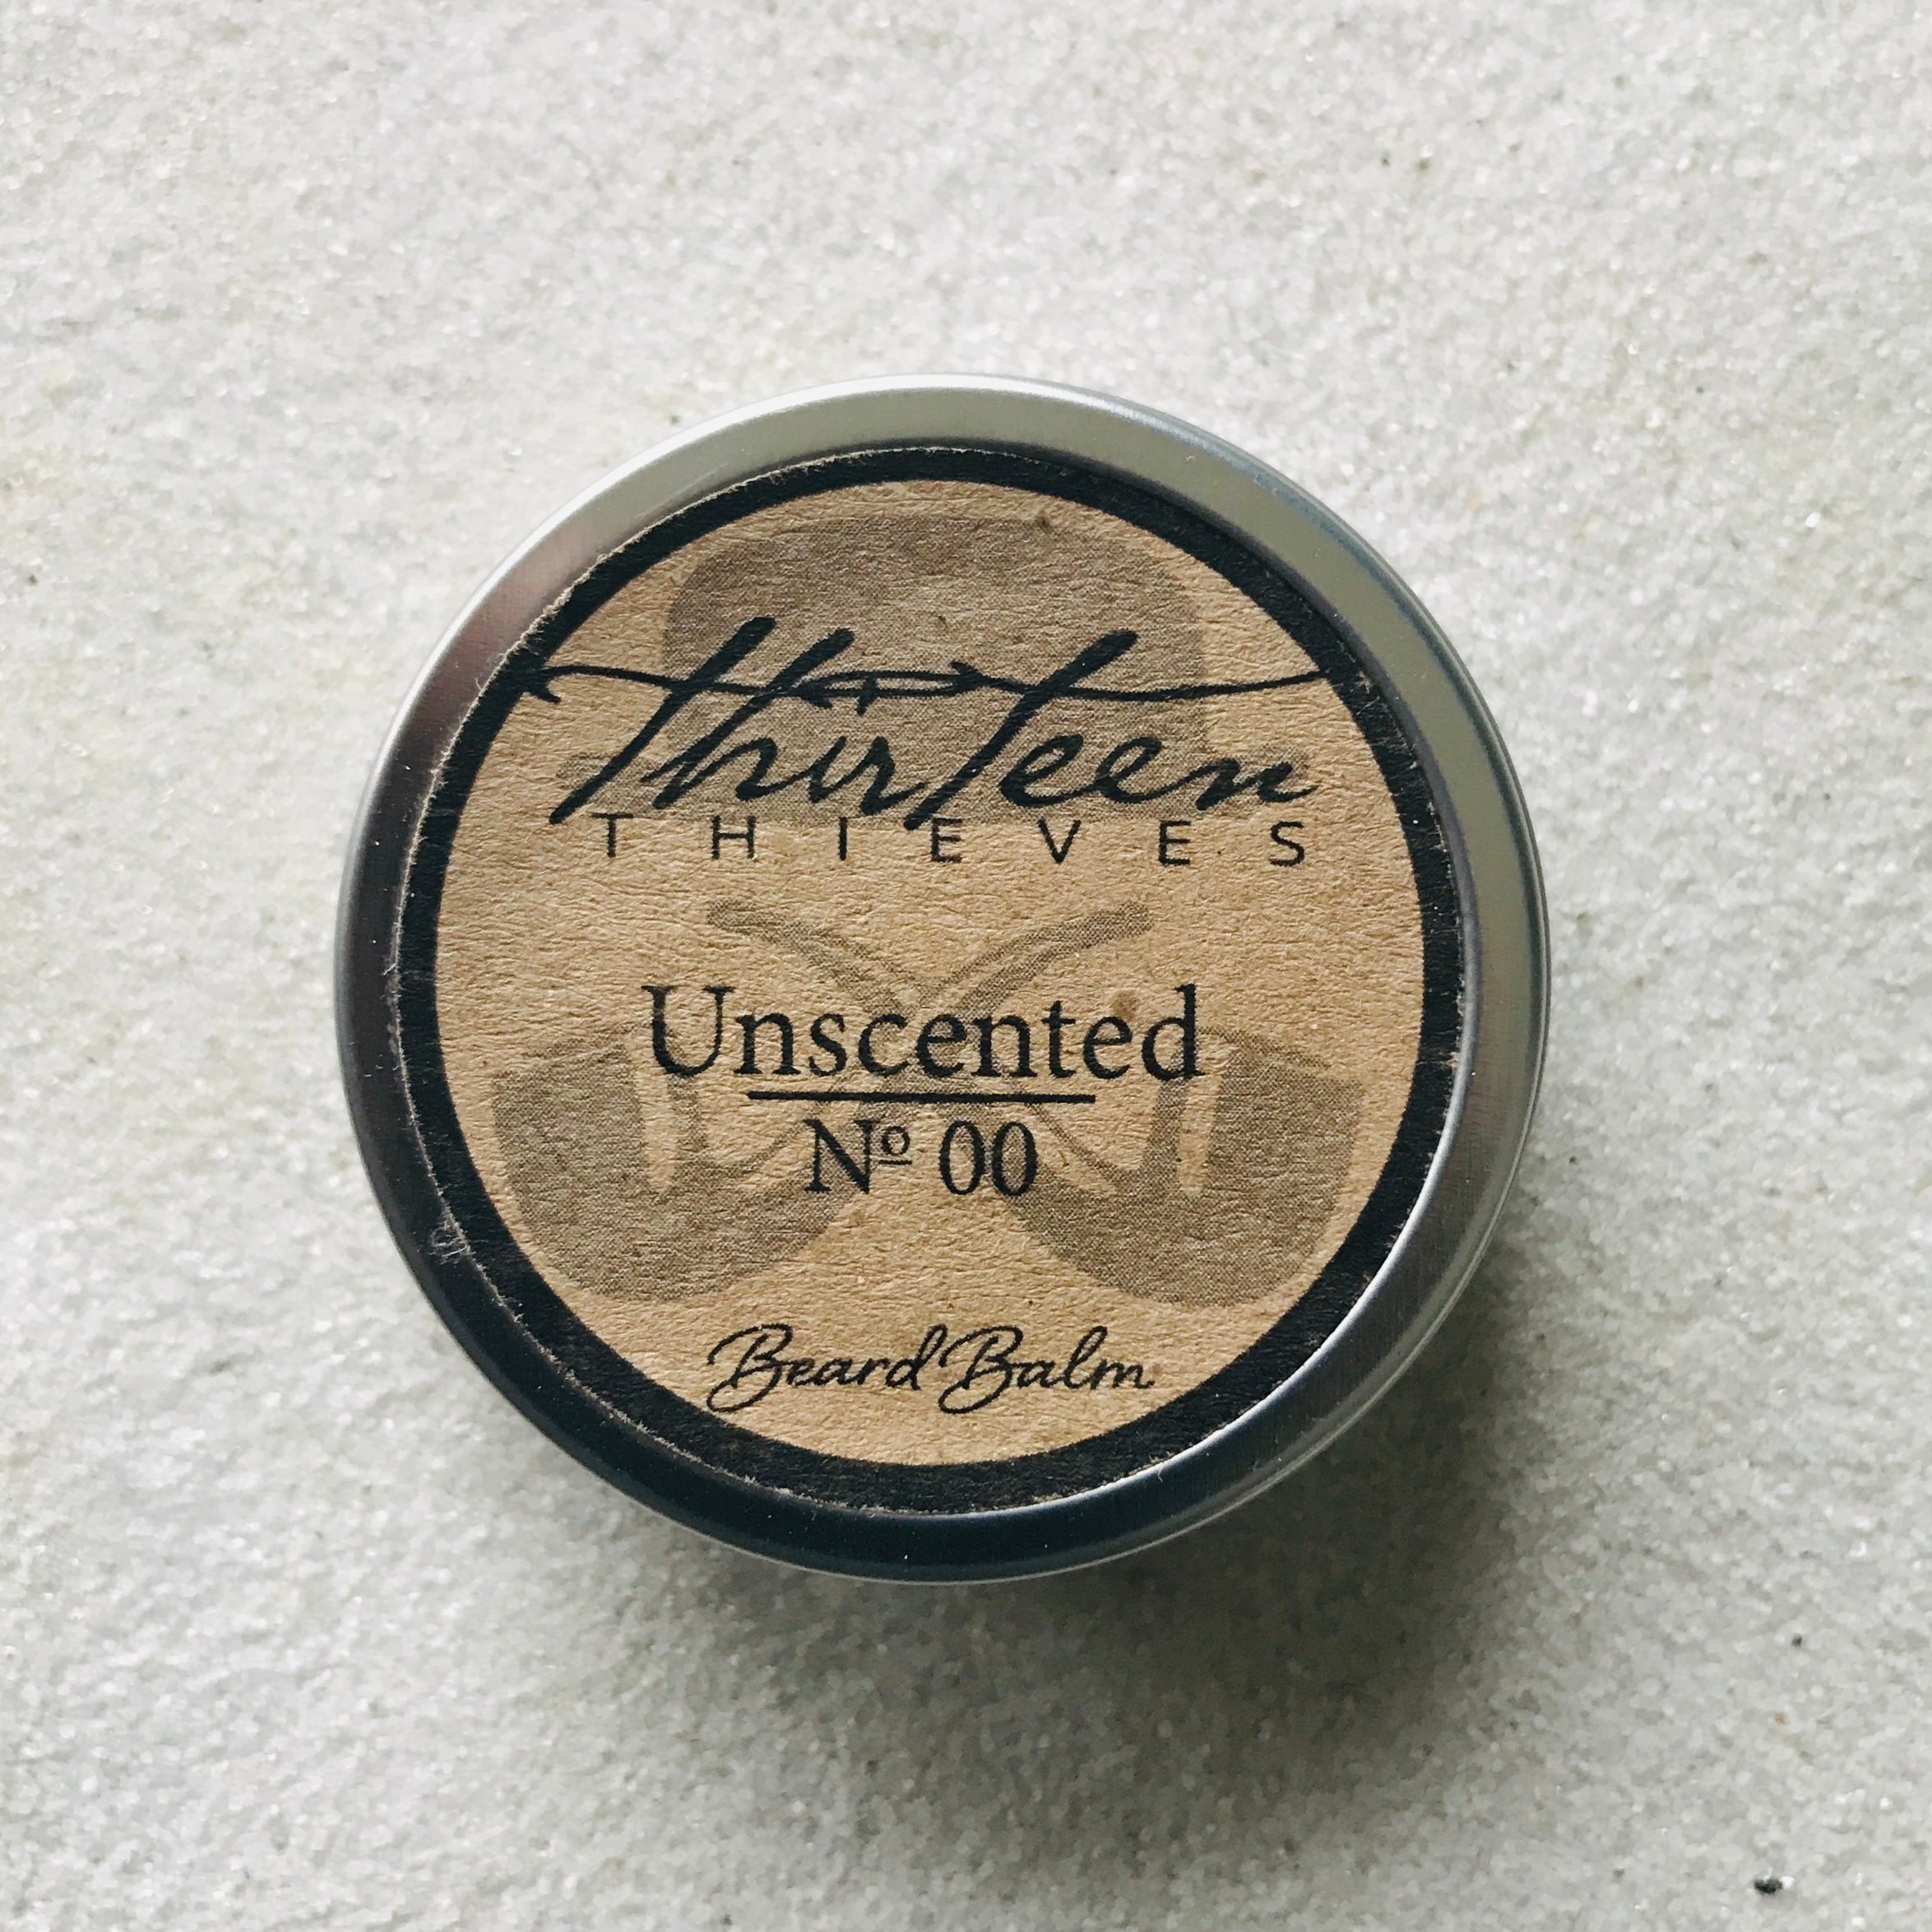 Thirteen
THIEVES
Unscented
Nº 00
Beard Balm